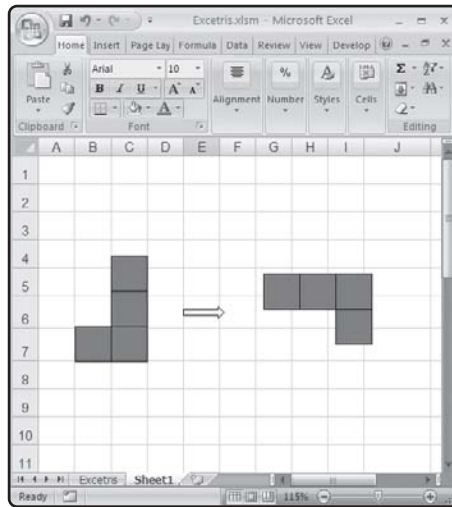 Excetris.xlsm - Microsoft Excel
Home Insert Page Lay Formula Data Review View Develop
Paste
Arial 10
B I U A A
A
Alignment Number Styles Cells
%
Σ
Clipboard Font Editing
A B C D E F G H I J
1
2
3
4
5
6
7
8
9
10
11
Excetris Sheet1
Ready 115%